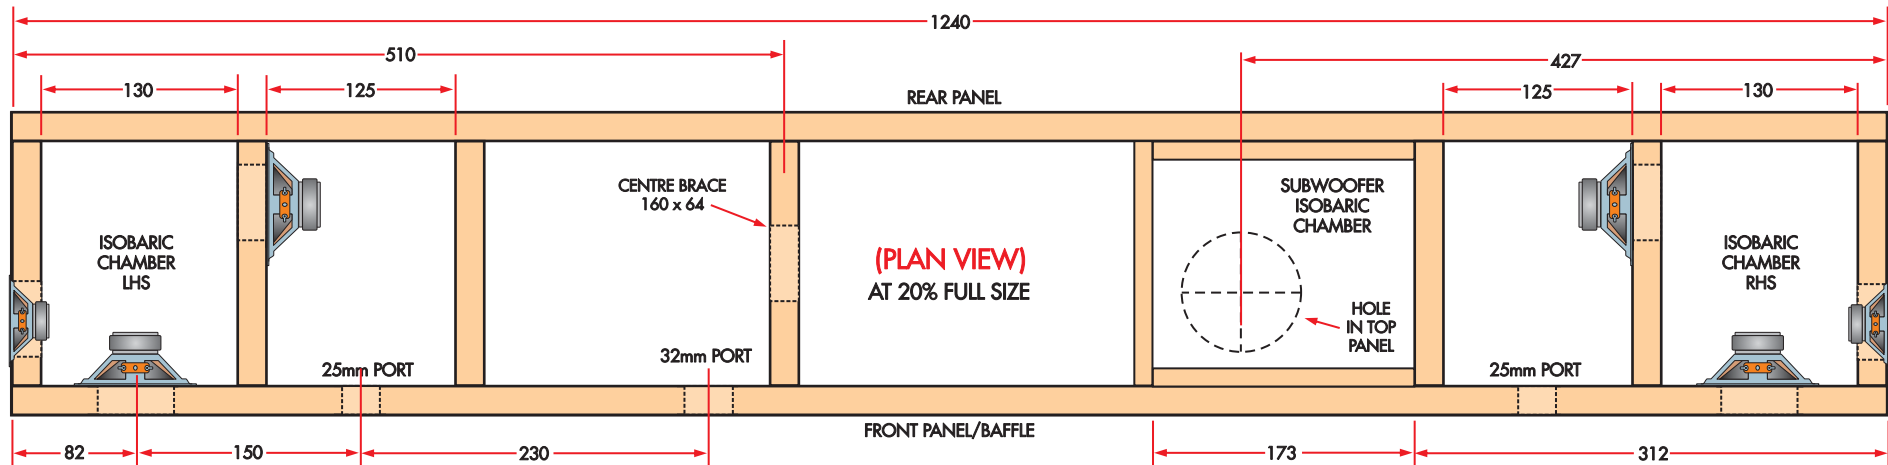 1240
510
427
130
125
REAR PANEL
125
130
CENTRE BRACE
160 x 64
SUBWOOFER
ISOBARIC
CHAMBER
ISOBARIC
CHAMBER
LHS
(PLAN VIEW)
AT 20% FULL SIZE
ISOBARIC
CHAMBER
RHS
HOLE
IN TOP
PANEL
25mm PORT
32mm PORT
25mm PORT
FRONT PANEL/BAFFLE
82
150
230
173
312